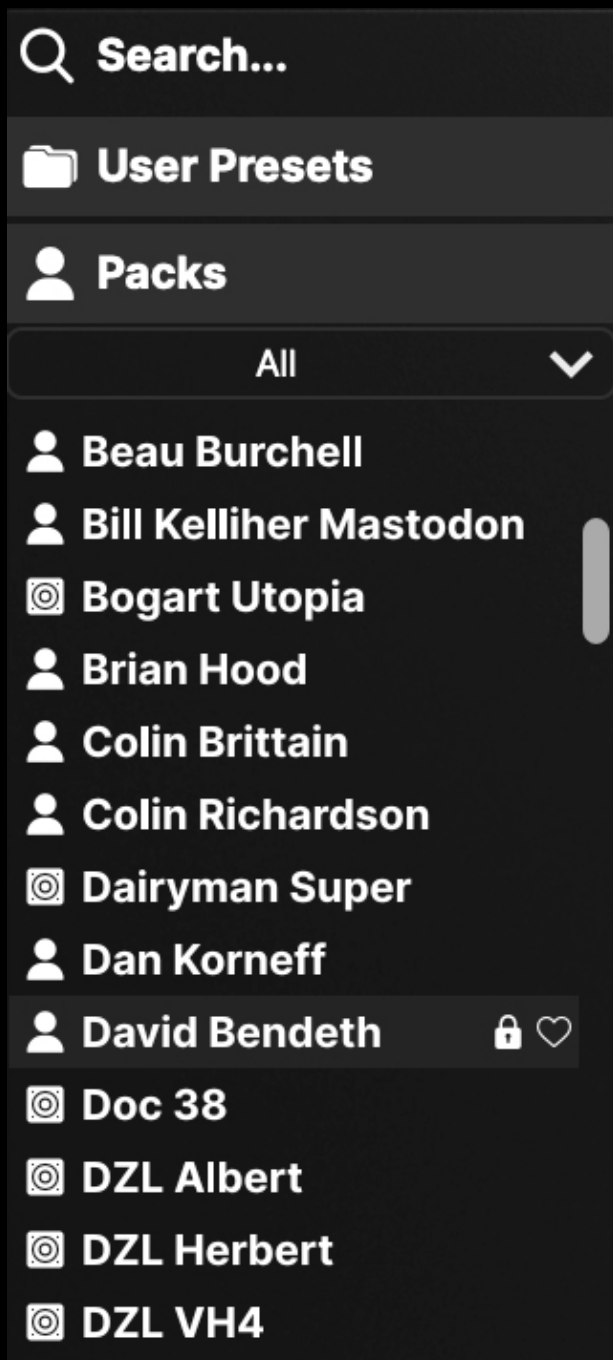 Search...
User Presets
Packs
All
Beau Burchell
Bill Kelliher Mastodon
Bogart Utopia
Brian Hood
Colin Brittain
Colin Richardson
Dairyman Super
Dan Korneff
David Bendeth
Doc 38
DZL Albert
DZL Herbert
DZL VH4